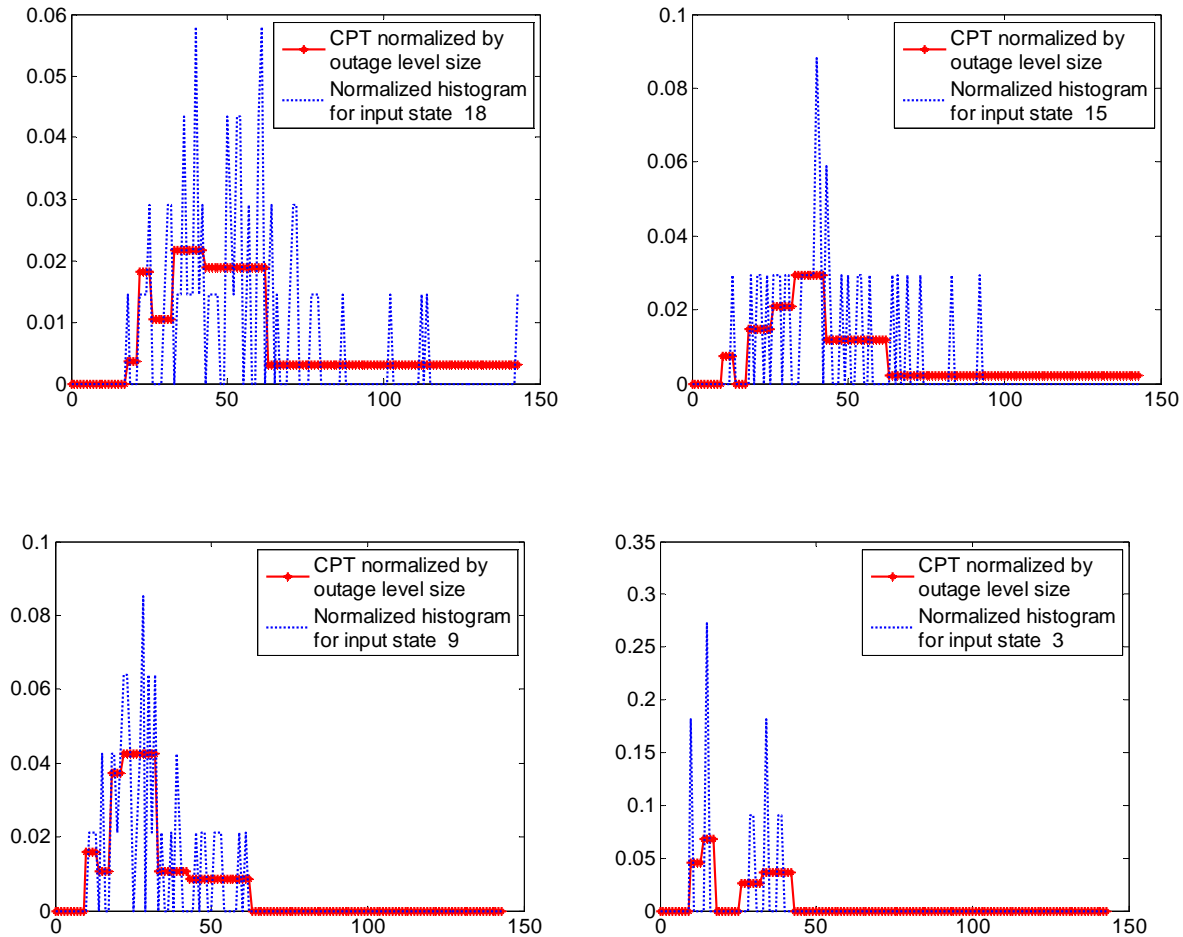 0.06
0.05
0.04
0.03
0.02
0.01
0
0
50
100
150
CPT normalized by
outage level size
Normalized histogram
for input state 18
0.1
0.08
0.06
0.04
0.02
0
0
50
100
150
CPT normalized by
outage level size
Normalized histogram
for input state 15
0.1
0.08
0.06
0.04
0.02
0
0
50
100
150
CPT normalized by
outage level size
Normalized histogram
for input state 9
0.35
0.3
0.25
0.2
0.15
0.1
0.05
0
0
50
100
150
CPT normalized by
outage level size
Normalized histogram
for input state 3